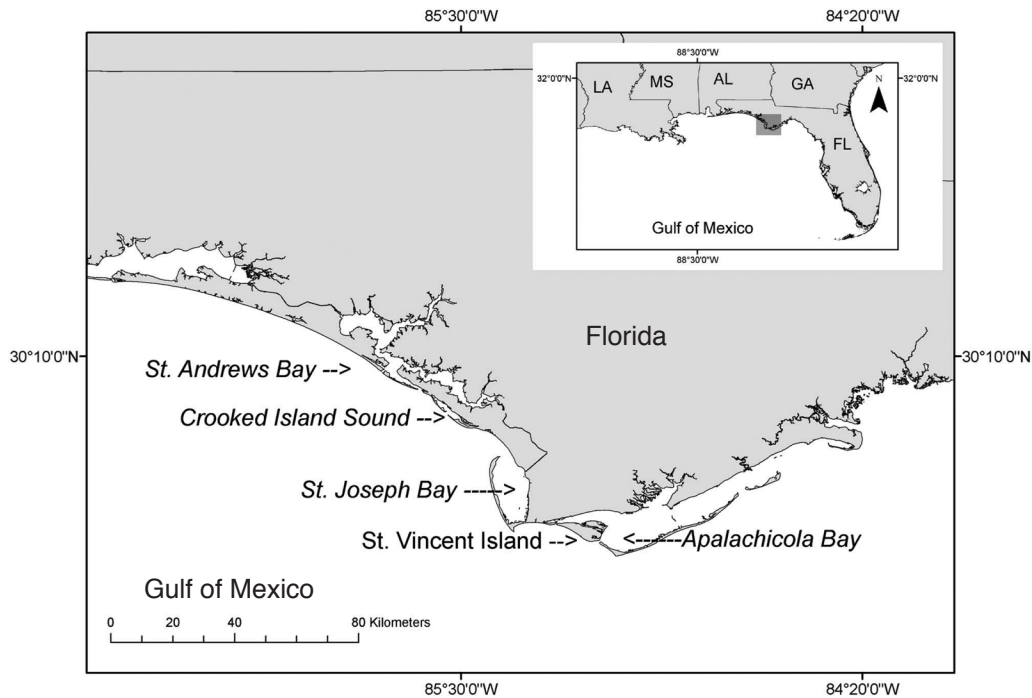 85°30'0"W
84°20'0"W
88°30'0"W
32°0'0"N
32°0'0"N
N
LA
MS
AL
GA
FL
Gulf of Mexico
88°30'0"W
Florida
30°10'0"N
30°10'0"N
St. Andrews Bay -->
Crooked Island Sound -->
St. Joseph Bay ----->
St. Vincent Island -->
<------Apalachicola Bay
Gulf of Mexico
0 20 40 80 Kilometers
85°30'0"W
84°20'0"W